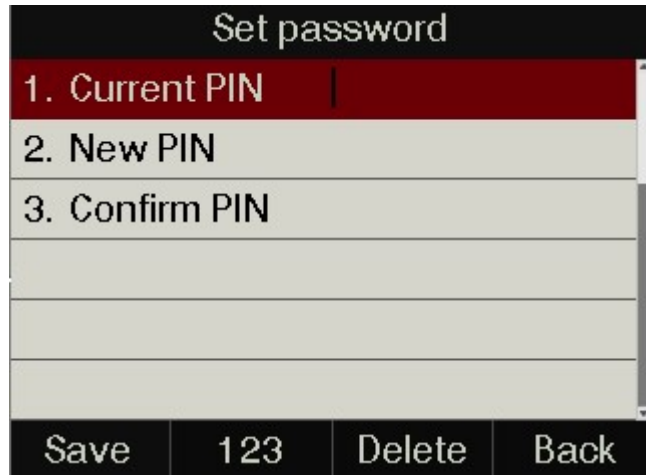 Set password
1. Current PIN
2. New PIN
3. Confirm PIN
Save 123 Delete Back